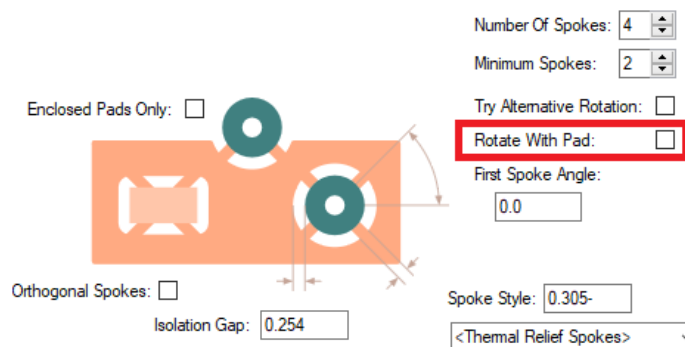 Number Of Spokes: 4
Minimum Spokes: 2
Enclosed Pads Only:
Try Alternative Rotation:
Rotate With Pad:
First Spoke Angle:
0.0
Orthogonal Spokes:
Spoke Style: 0.305-
Isolation Gap: 0.254
<Thermal Relief Spokes>